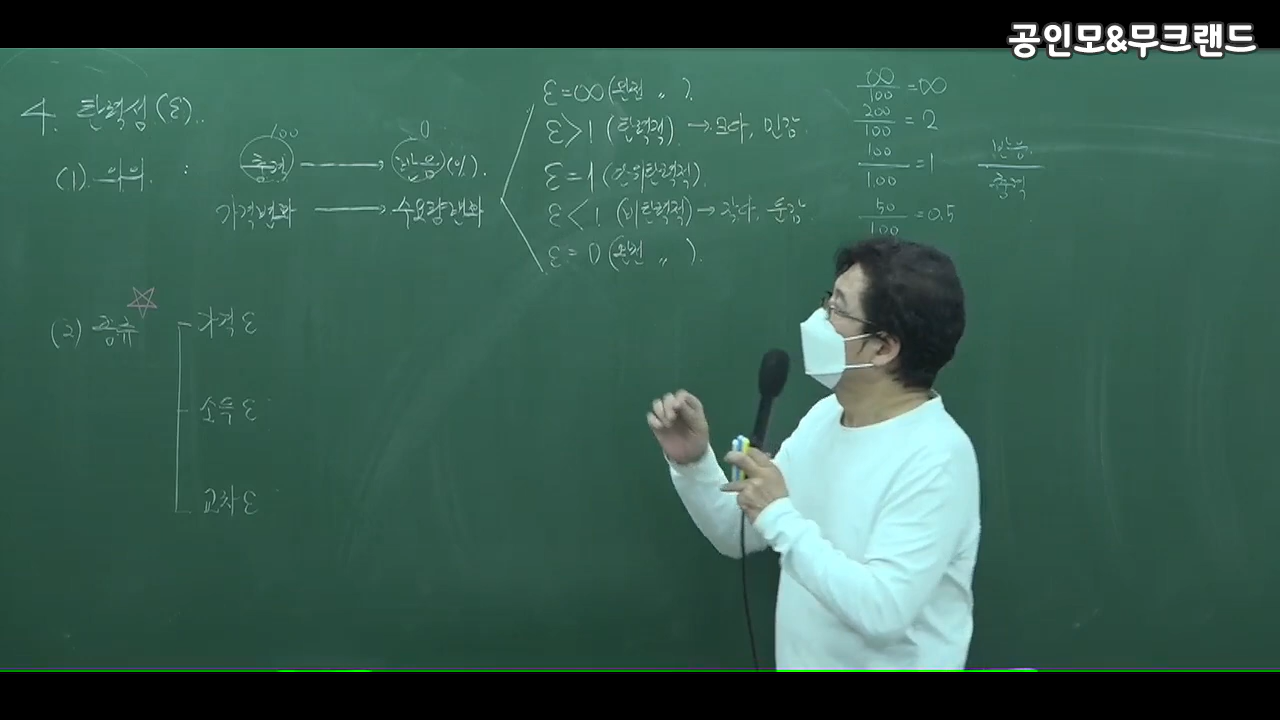 공인모&무크랜드
4. 탄력성(ε).
(1). 의의. :
100
충격 → 반응(%).
0
가격변화 → 수요량변화
ε=∞(완전 〃 ).
ε>1 (탄력적) → 크다, 민감.
ε=1(단위탄력적)
ε<1 (비탄력적) → 작다, 둔감.
ε=0(완전 〃 ).
∞/100 =∞
200/100 =2
100/100 =1
50/100 =0.5
반응/충격
(2) 종류
가격 ε
소득 ε
교차 ε